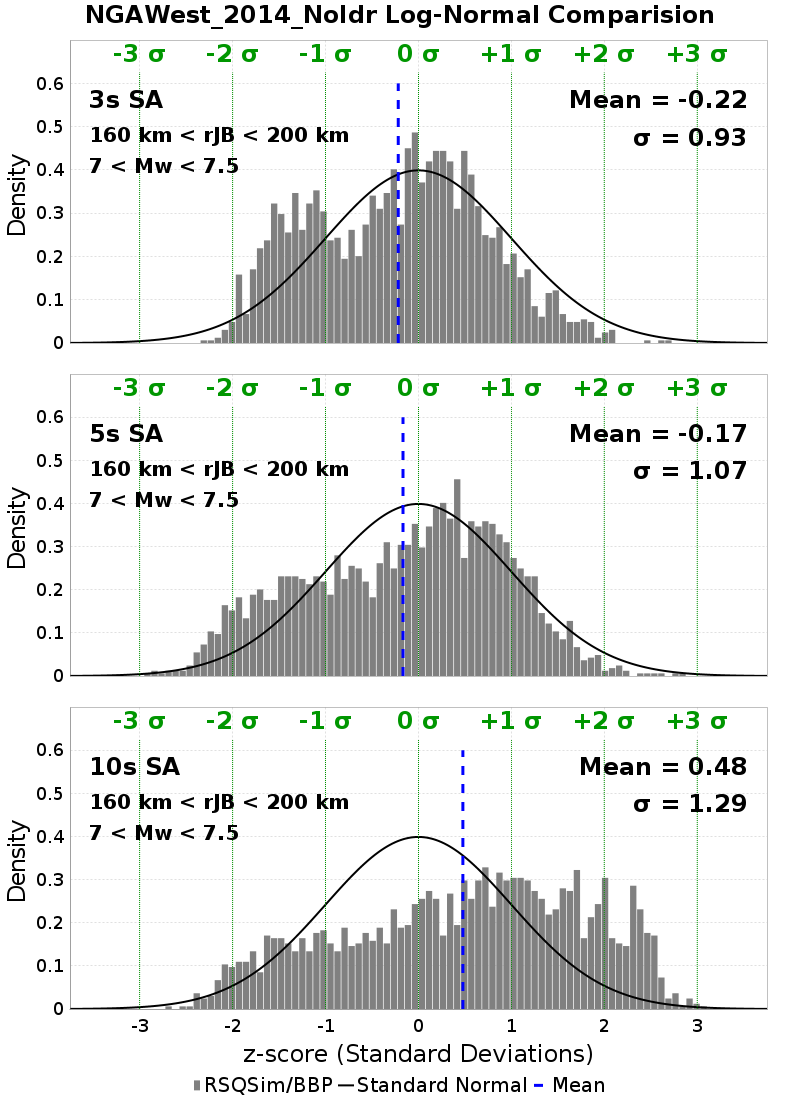 NGAWest_2014_NoIdr Log-Normal Comparision
-3 σ -2 σ -1 σ 0 σ +1 σ +2 σ +3 σ
0.6
3s SA Mean = -0.22
0.5
160 km < rJB < 200 km σ = 0.93
0.4
7 < Mw < 7.5
0.3
0.2
0.1
0
Density
-3 σ -2 σ -1 σ 0 σ +1 σ +2 σ +3 σ
0.6
5s SA Mean = -0.17
0.5
160 km < rJB < 200 km σ = 1.07
0.4
7 < Mw < 7.5
0.3
0.2
0.1
0
Density
-3 σ -2 σ -1 σ 0 σ +1 σ +2 σ +3 σ
0.6
10s SA Mean = 0.48
0.5
160 km < rJB < 200 km σ = 1.29
0.4
7 < Mw < 7.5
0.3
0.2
0.1
0
Density
-3 -2 -1 0 1 2 3
z-score (Standard Deviations)
RSQSim/BBP Standard Normal Mean